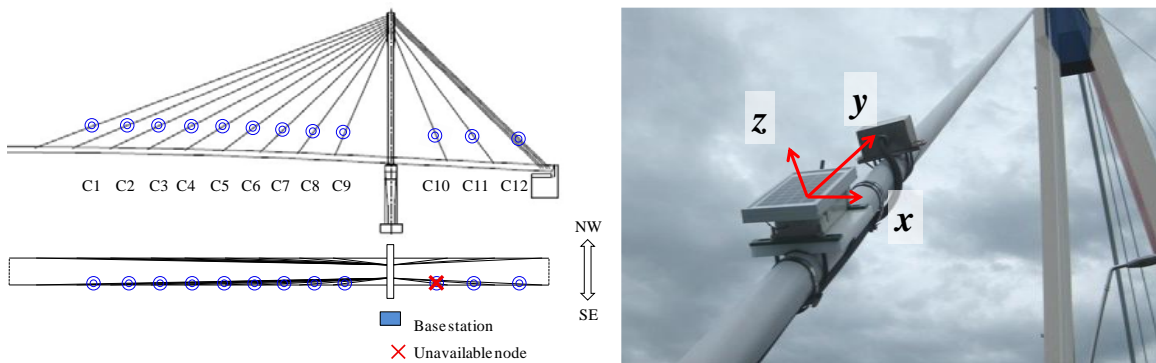 C1 C2 C3 C4 C5 C6 C7 C8 C9 C10 C11 C12
NW
SE
Base station
Unavailable node
z
y
x